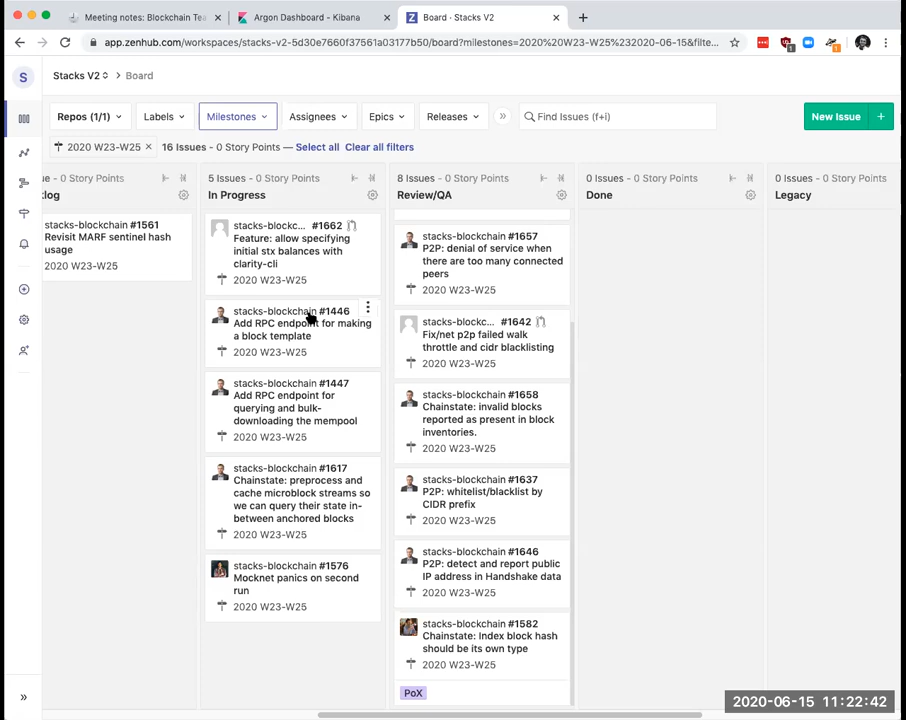 Meeting notes: Blockchain Tea
Argon Dashboard - Kibana
Board · Stacks V2
app.zenhub.com/workspaces/stacks-v2-5d30e7660f37561a03177b50/board?milestones=2020%20W23-W25%232020-06-15&filte...
1
1
S
Stacks V2
Board
Repos (1/1)
Labels
Milestones
Assignees
Epics
Releases
»
Find Issues (f+i)
New Issue
+
2020 W23-W25
16 Issues - 0 Story Points — Select all Clear all filters
ue - 0 Story Points
log
stacks-blockchain #1561
Revisit MARF sentinel hash
usage
2020 W23-W25
5 Issues - 0 Story Points
In Progress
stacks-blockc... #1662
Feature: allow specifying
initial stx balances with
clarity-cli
2020 W23-W25
stacks-blockchain #1446
Add RPC endpoint for making
a block template
2020 W23-W25
stacks-blockchain #1447
Add RPC endpoint for
querying and bulk-
downloading the mempool
2020 W23-W25
stacks-blockchain #1617
Chainstate: preprocess and
cache microblock streams so
we can query their state in-
between anchored blocks
2020 W23-W25
stacks-blockchain #1576
Mocknet panics on second
run
2020 W23-W25
8 Issues - 0 Story Points
Review/QA
stacks-blockchain #1657
P2P: denial of service when
there are too many connected
peers
2020 W23-W25
stacks-blockc... #1642
Fix/net p2p failed walk
throttle and cidr blacklisting
2020 W23-W25
stacks-blockchain #1658
Chainstate: invalid blocks
reported as present in block
inventories.
2020 W23-W25
stacks-blockchain #1637
P2P: whitelist/blacklist by
CIDR prefix
2020 W23-W25
stacks-blockchain #1646
P2P: detect and report public
IP address in Handshake data
2020 W23-W25
stacks-blockchain #1582
Chainstate: Index block hash
should be its own type
2020 W23-W25
PoX
0 Issues - 0 Story Points
Done
0 Issues - 0 Story Points
Legacy
»
2020-06-15 11:22:42